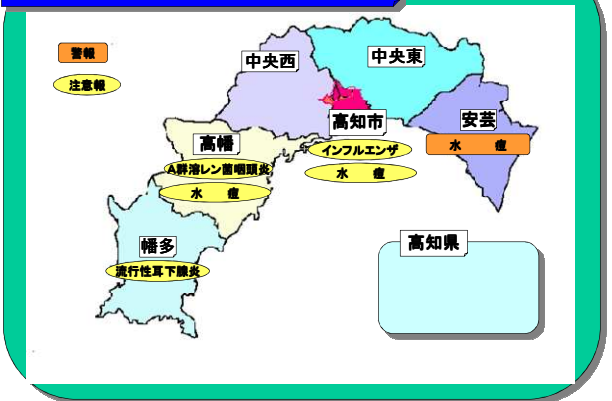 警報
注意報
中央西
中央東
高知市
インフルエンザ
水 痘
安芸
水 痘
高幡
A群溶レン菌咽頭炎
水 痘
幡多
流行性耳下腺炎
高知県